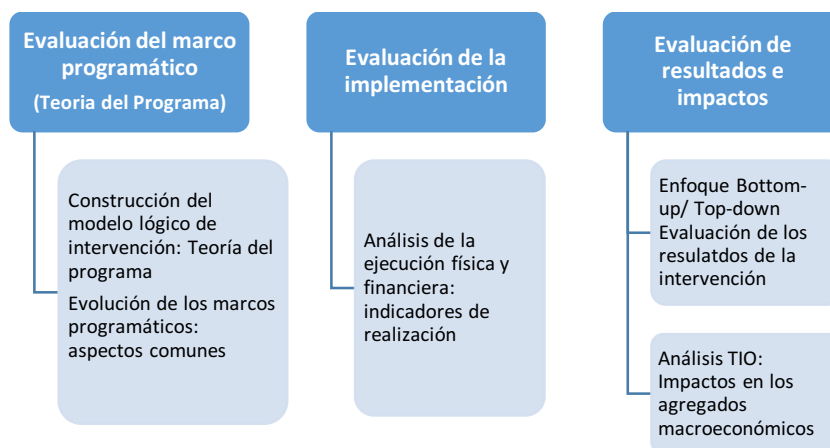 Evaluación del marco
programático
(Teoria del Programa)
Construcción del
modelo lógico de
intervención: Teoría del
programa
Evolución de los marcos
programáticos:
aspectos comunes
Evaluación de la
implementación
Análisis de la
ejecución física y
financiera:
indicadores de
realización
Evaluación de
resultados e
impactos
Enfoque Bottom-
up/ Top-down
Evaluación de los
resulatdos de la
intervención
Análisis TIO:
Impactos en los
agregados
macroeconómicos